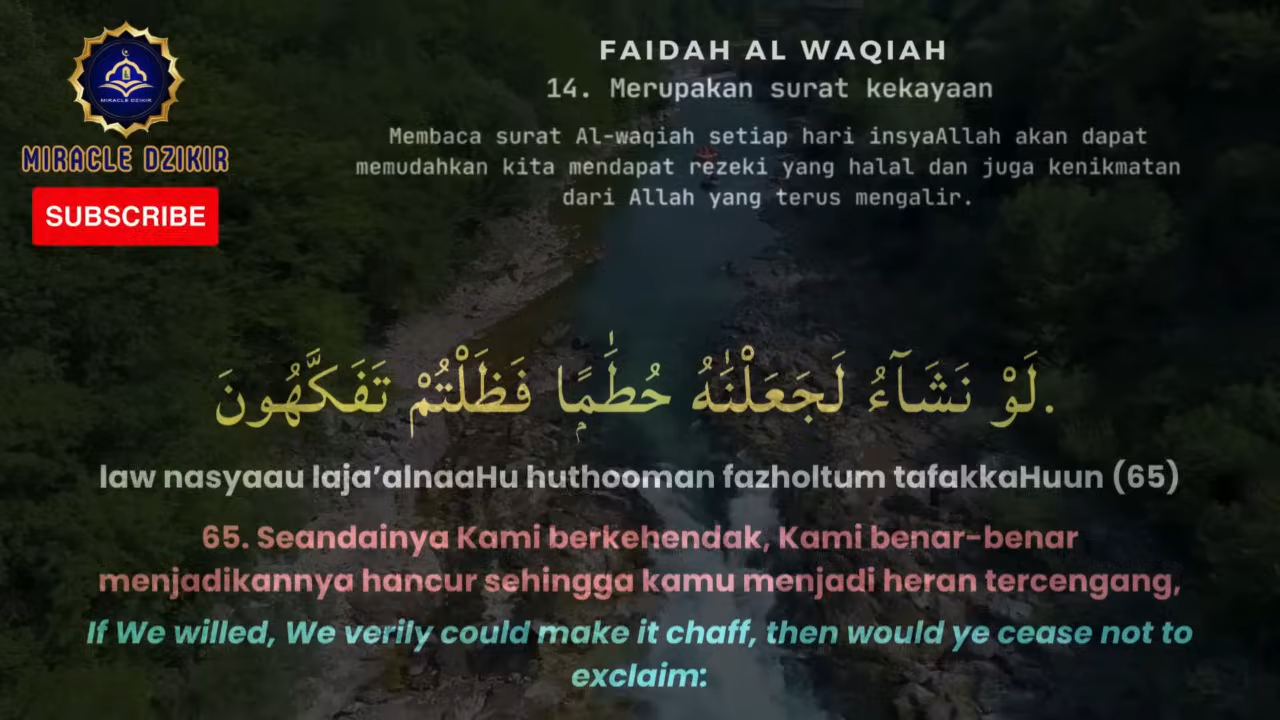 MIRACLE DZIKIR
MIRACLE DZIKIR
SUBSCRIBE
FAIDAH AL WAQIAH
14. Merupakan surat kekayaan
Membaca surat Al-waqiah setiap hari insyaAllah akan dapat
memudahkan kita mendapat rezeki yang halal dan juga kenikmatan
dari Allah yang terus mengalir.
لَوْ نَشَآءُ لَجَعَلْنَٰهُ حُطَٰمًۭا فَظَلْتُمْ تَفَكَّهُونَ.
law nasyaau laja’alnaaHu huthooman fazholtum tafakkaHuun (65)
65. Seandainya Kami berkehendak, Kami benar-benar
menjadikannya hancur sehingga kamu menjadi heran tercengang,
If We willed, We verily could make it chaff, then would ye cease not to
exclaim: